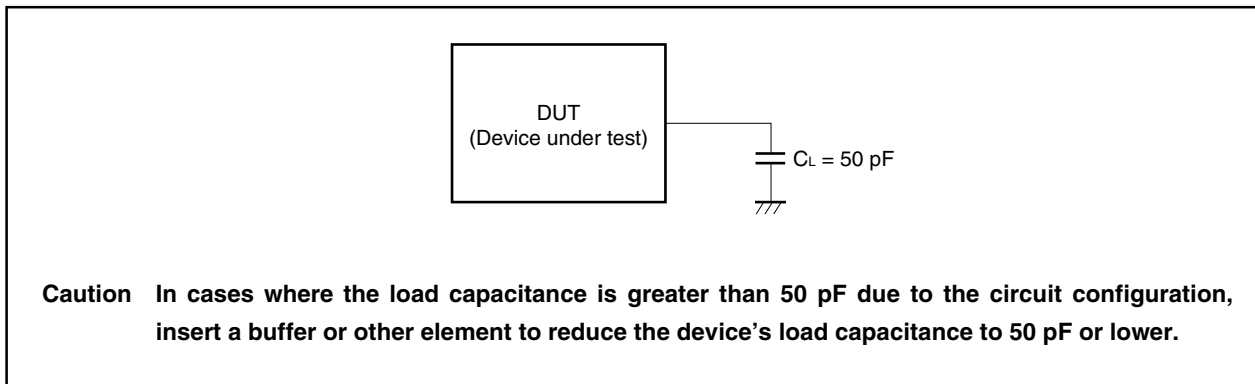 DUT
(Device under test)
CL = 50 pF
Caution In cases where the load capacitance is greater than 50 pF due to the circuit configuration,
insert a buffer or other element to reduce the device's load capacitance to 50 pF or lower.